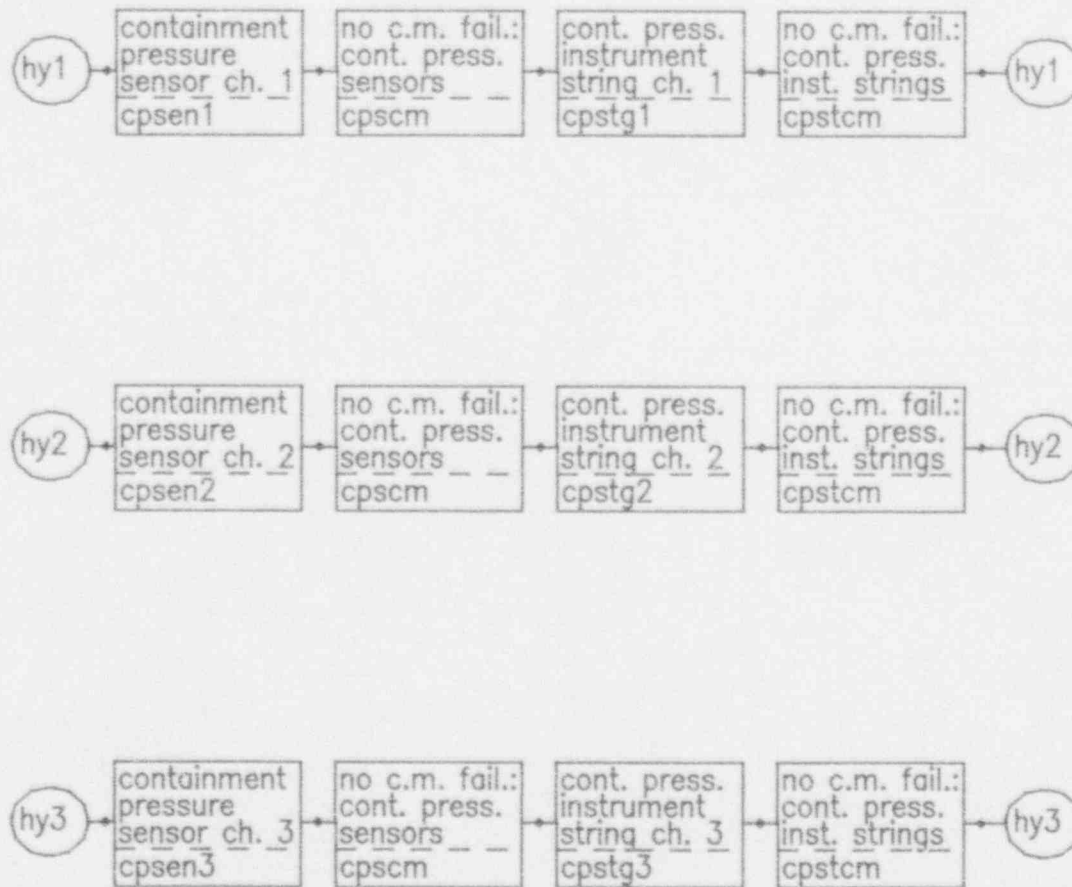 hy1
containment
pressure
sensor ch. 1
cpsen1
no c.m. fail.:
cont. press.
sensors
cpscm
cont. press.
instrument
string ch. 1
cpstg1
no c.m. fail.:
cont. press.
inst. strings
cpstcm
hy1
hy2
containment
pressure
sensor ch. 2
cpsen2
no c.m. fail.:
cont. press.
sensors
cpscm
cont. press.
instrument
string ch. 2
cpstg2
no c.m. fail.:
cont. press.
inst. strings
cpstcm
hy2
hy3
containment
pressure
sensor ch. 3
cpsen3
no c.m. fail.:
cont. press.
sensors
cpscm
cont. press.
instrument
string ch. 3
cpstg3
no c.m. fail.:
cont. press.
inst. strings
cpstcm
hy3